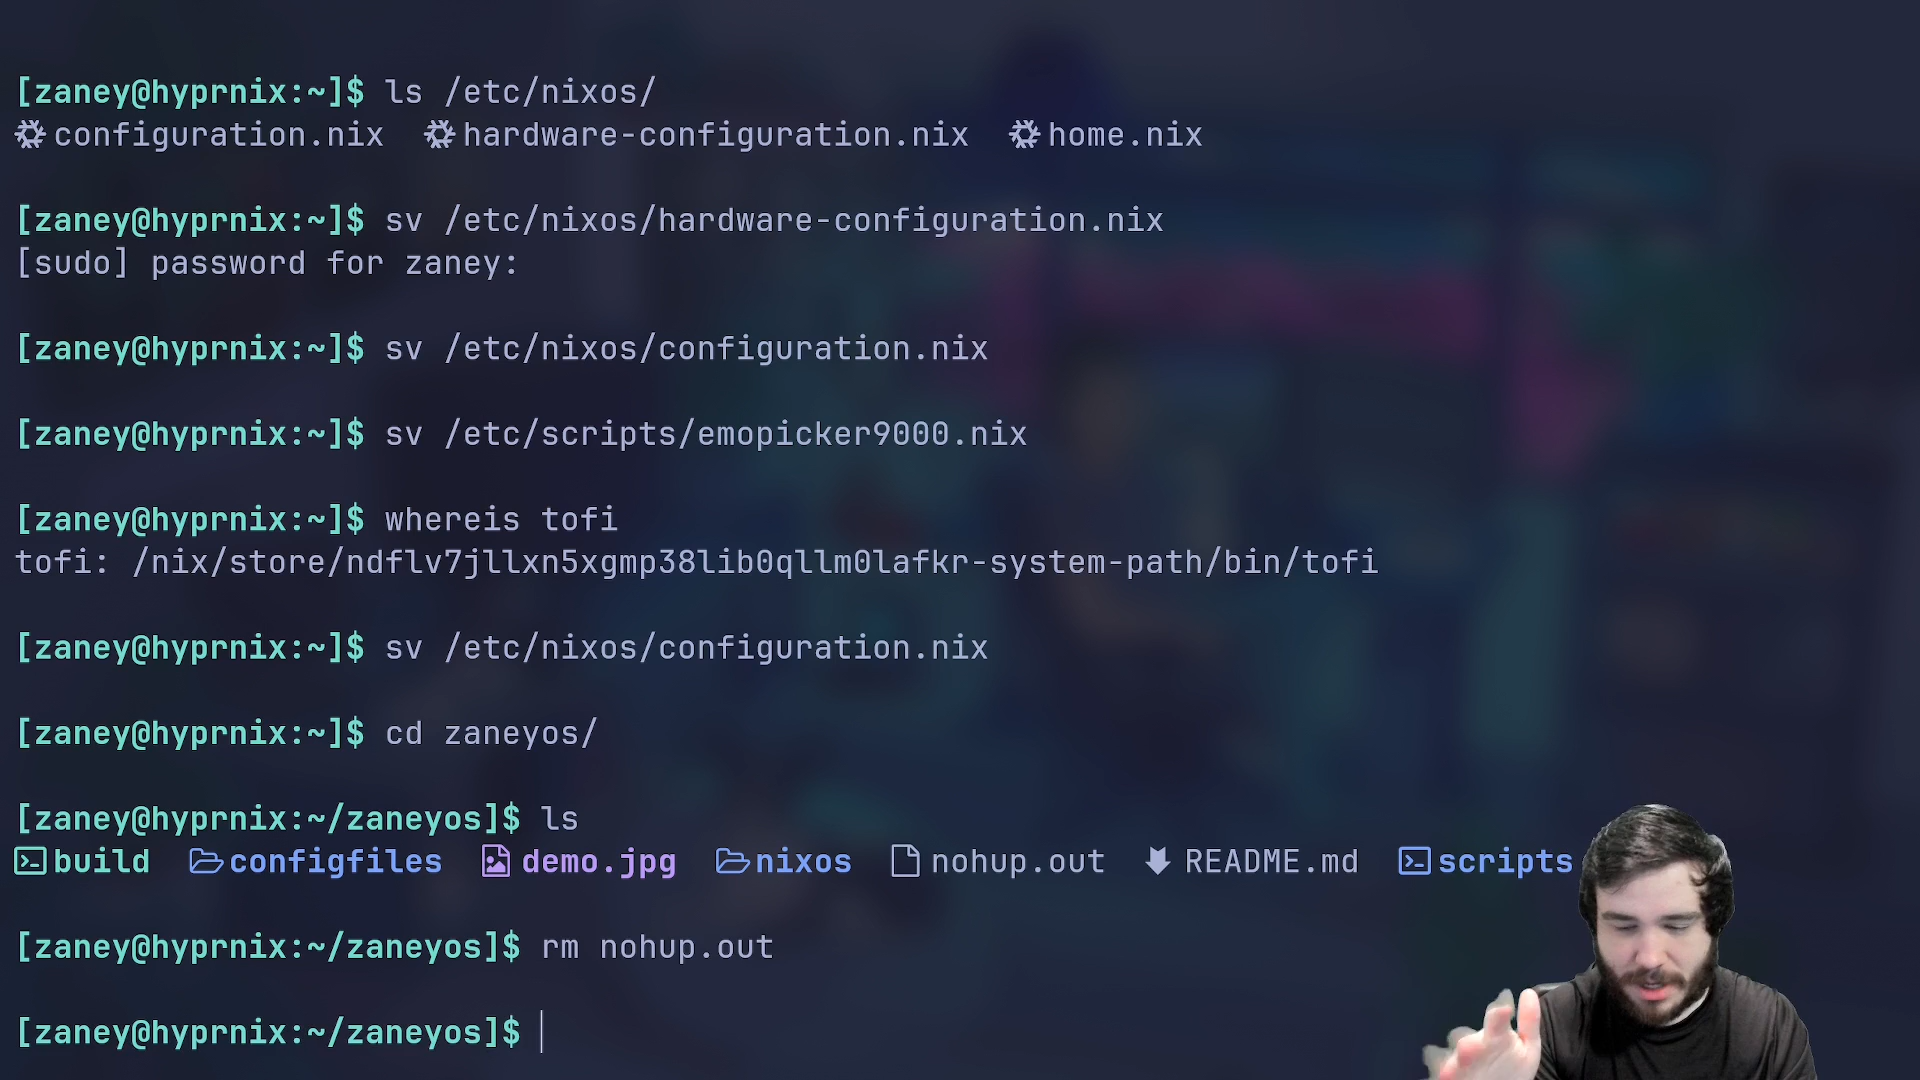 [zaney@hyprnix:~]$ ls /etc/nixos/
configuration.nix hardware-configuration.nix home.nix
[zaney@hyprnix:~]$ sv /etc/nixos/hardware-configuration.nix
[sudo] password for zaney:
[zaney@hyprnix:~]$ sv /etc/nixos/configuration.nix
[zaney@hyprnix:~]$ sv /etc/scripts/emopicker9000.nix
[zaney@hyprnix:~]$ whereis tofi
tofi: /nix/store/ndflv7jllxn5xgmp38lib0qllm0lafkr-system-path/bin/tofi
[zaney@hyprnix:~]$ sv /etc/nixos/configuration.nix
[zaney@hyprnix:~]$ cd zaneyos/
[zaney@hyprnix:~/zaneyos]$ ls
build configfiles demo.jpg nixos nohup.out README.md scripts
[zaney@hyprnix:~/zaneyos]$ rm nohup.out
[zaney@hyprnix:~/zaneyos]$